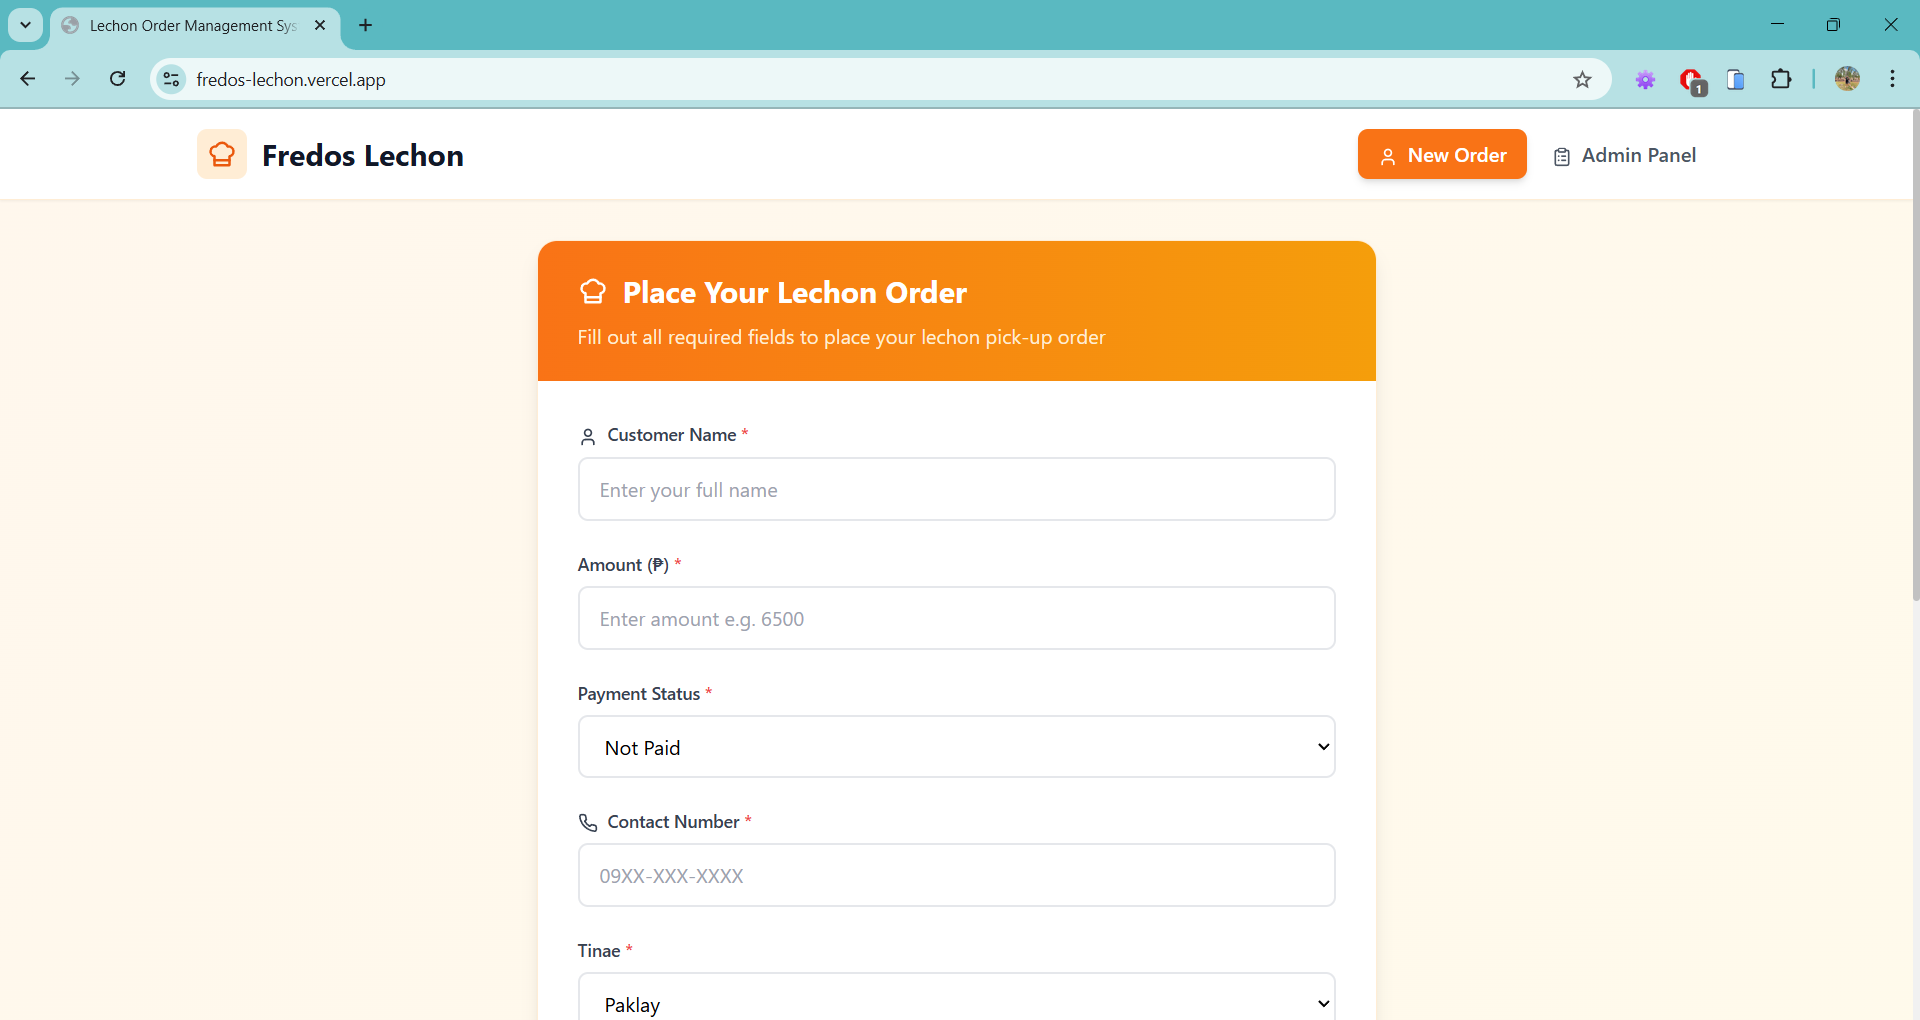 Lechon Order Management Sys
fredos-lechon.vercel.app
1
Fredos Lechon
New Order
Admin Panel
Place Your Lechon Order
Fill out all required fields to place your lechon pick-up order
Customer Name *
Enter your full name
Amount (₱) *
Enter amount e.g. 6500
Payment Status *
Not Paid
Contact Number *
09XX-XXX-XXXX
Tinae *
Paklay